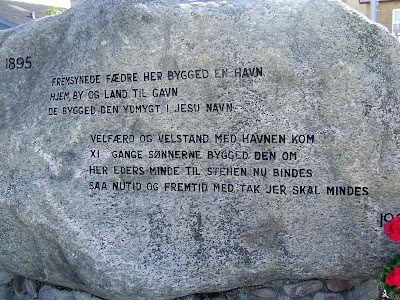 1895
FREMSYNEDE FÆDRE HER BYGGED EN HAVN
HJEM, BY OG LAND TIL GAVN
DE BYGGED DEN YDMYGT I JESU NAVN
VELFÆRD OG VELSTAND MED HAVNEN KOM
XI GANGE SØNNERNE BYGGED DEN OM
HER EDERS MINDE TIL STEHEN NU BINDES
SAA NUTID OG FREMTID MED TAK JER SKAL MINDES